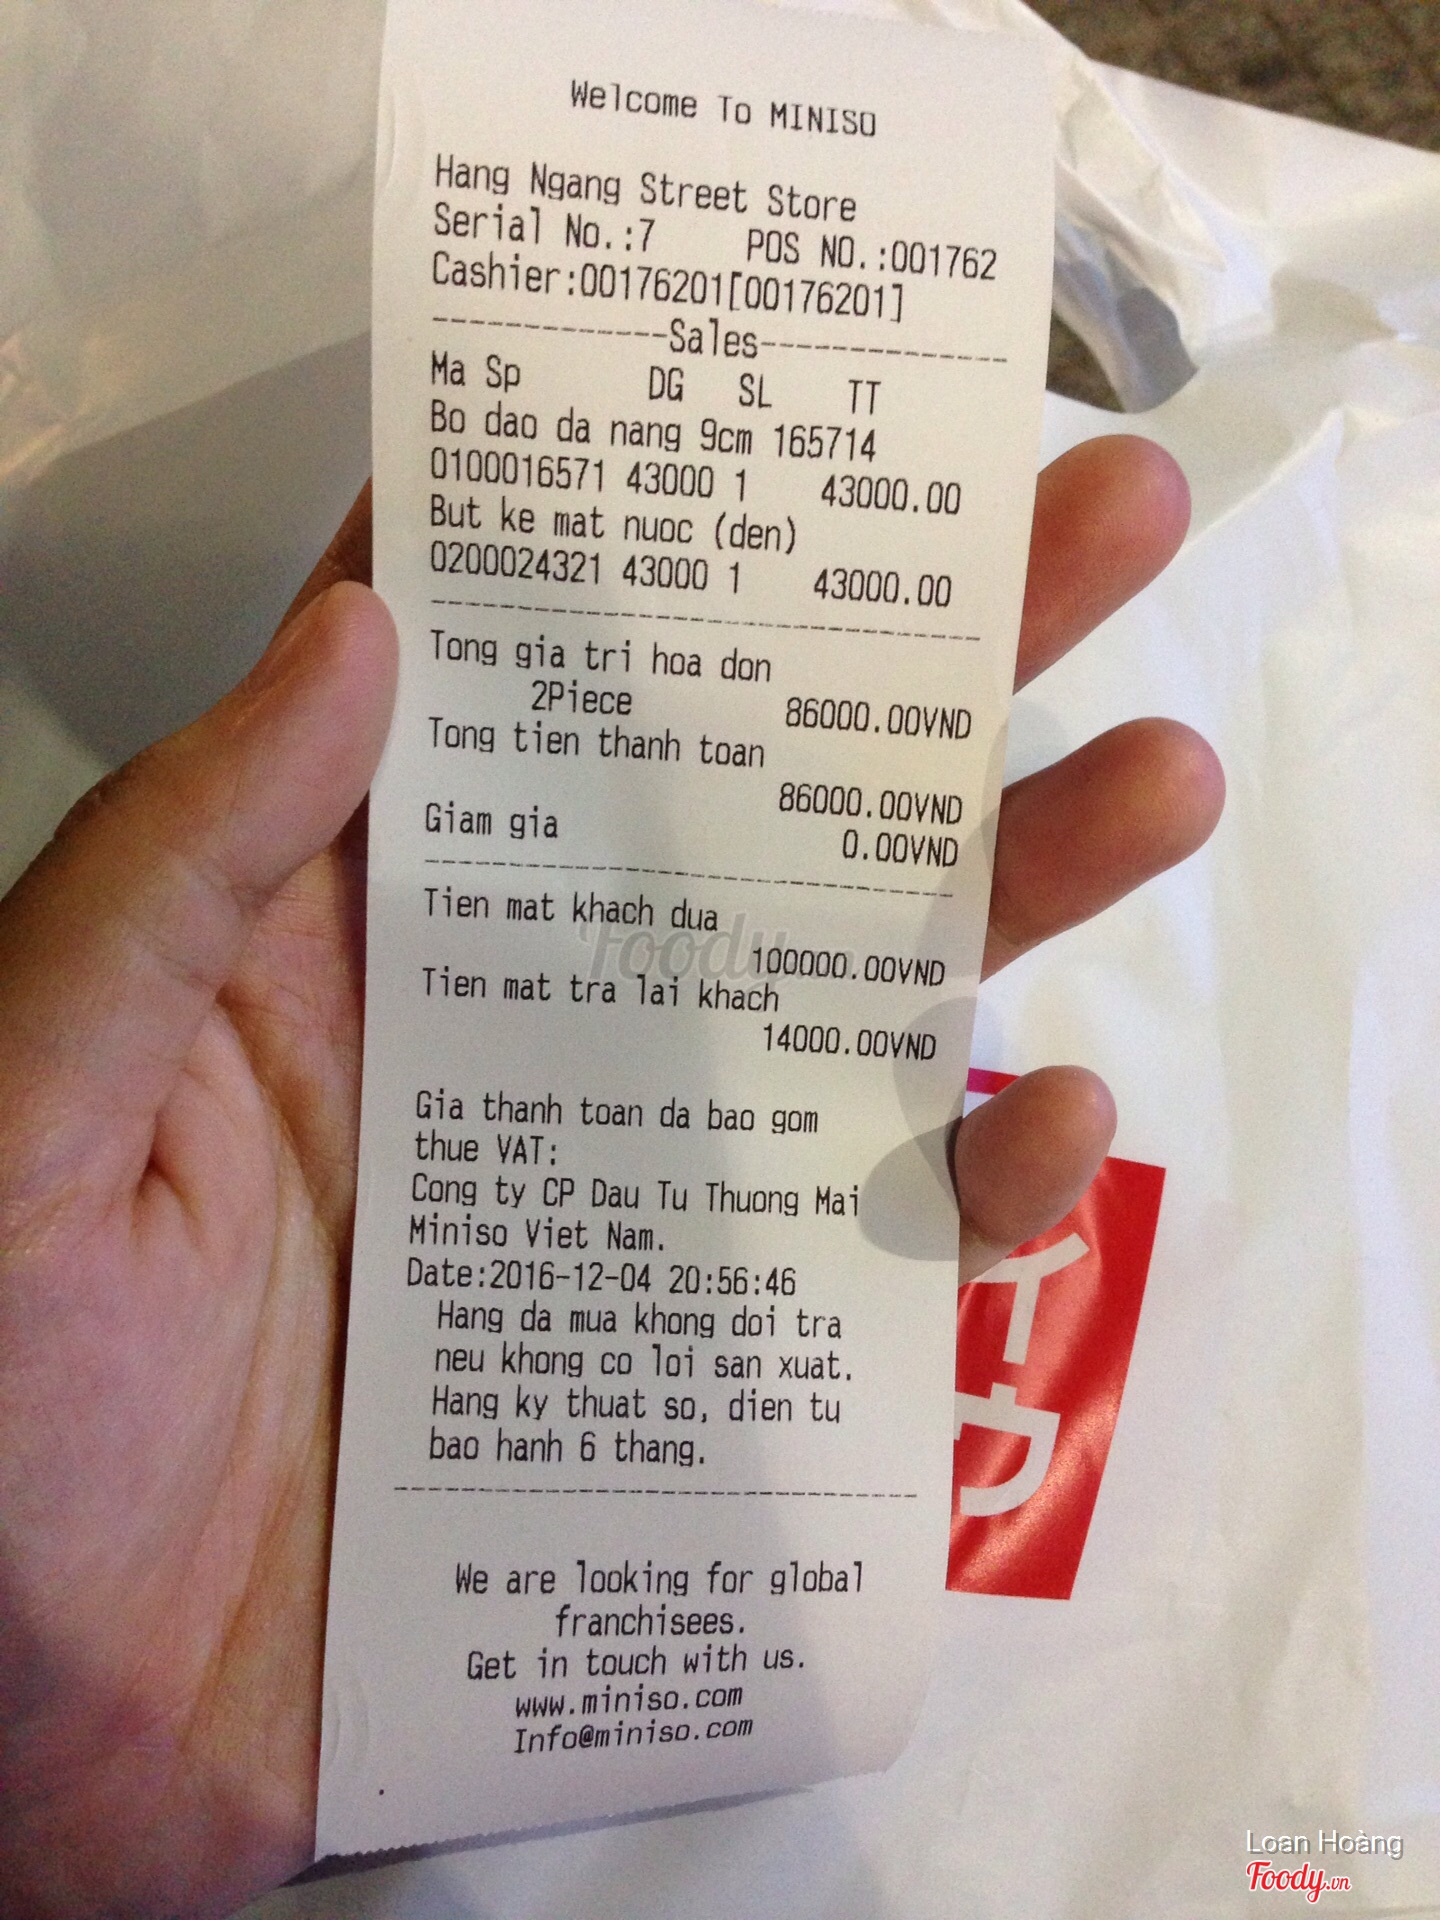 Welcome To MINISO
Hang Ngang Street Store
Serial No.:7 POS NO.:001762
Cashier:00176201[00176201]
-------------Sales--------------
Ma Sp DG SL TT
Bo dao da nang 9cm 165714
0100016571 43000 1 43000.00
But ke mat nuoc (den)
0200024321 43000 1 43000.00
Tong gia tri hoa don
2Piece 86000.00VND
Tong tien thanh toan
86000.00VND
Giam gia 0.00VND
Tien mat khach dua
100000.00VND
Tien mat tra lai khach
14000.00VND
Gia thanh toan da bao gom
thue VAT:
Cong ty CP Dau Tu Thuong Mai
Miniso Viet Nam.
Date:2016-12-04 20:56:46
Hang da mua khong doi tra
neu khong co loi san xuat.
Hang ky thuat so, dien tu
bao hanh 6 thang.
We are looking for global
franchisees.
Get in touch with us.
www.miniso.com
Info@miniso.com
Foody
イ
ウ
Loan Hoàng
Foody.vn